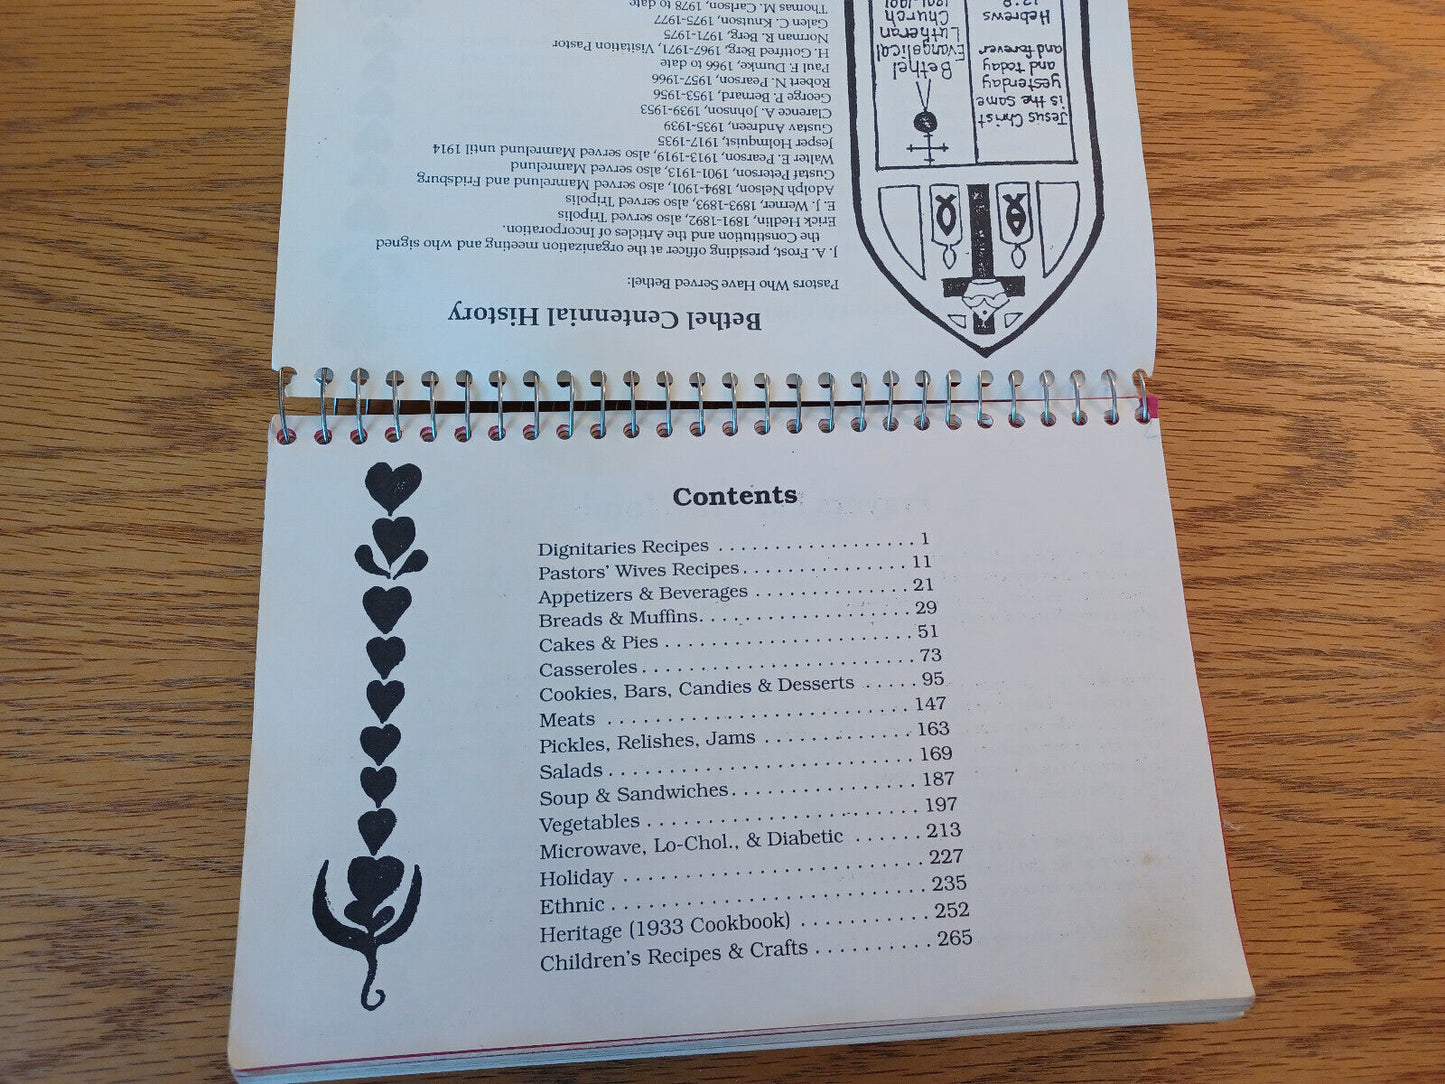 Bethel Centennial History
Pastors Who Have Served Bethel:
J. A. Frost, presiding officer at the organization meeting and who signed
the Constitution and the Articles of Incorporation.
Erick Hedlin, 1891-1892, also served Tripolis
E. J. Werner, 1893-1893, also served Tripolis
Adolph Nelson, 1894-1901, also served Mamrelund and Fridsburg
Gustaf Peterson, 1901-1913, also served Mamrelund
Walter E. Pearson, 1913-1919, also served Mamrelund until 1914
Jesper Holmquist, 1917-1935
Gustav Andreen, 1935-1939
Clarence A. Johnson, 1939-1953
George P. Bernard, 1953-1956
Robert N. Pearson, 1957-1966
Paul F. Dumke, 1966 to date
H. Gottfred Berg, 1967-1971, Visitation Pastor
Norman R. Berg, 1971-1975
Galen C. Knutson, 1975-1977
Thomas M. Carlson, 1978 to date
Jesus Christ
is the same
yesterday
and today
and forever
Hebrews
13:8
Bethel
Evangelical
Lutheran
Church
1891-1991
Contents
Dignitaries Recipes . . . . . . . . . . . . . . . . . . 1
Pastors' Wives Recipes . . . . . . . . . . . . . . . 11
Appetizers & Beverages . . . . . . . . . . . . . . 21
Breads & Muffins . . . . . . . . . . . . . . . . . . . 29
Cakes & Pies . . . . . . . . . . . . . . . . . . . . . . 51
Casseroles . . . . . . . . . . . . . . . . . . . . . . . . 73
Cookies, Bars, Candies & Desserts . . . . . 95
Meats . . . . . . . . . . . . . . . . . . . . . . . . . . . 147
Pickles, Relishes, Jams . . . . . . . . . . . . . 163
Salads . . . . . . . . . . . . . . . . . . . . . . . . . . . 169
Soup & Sandwiches . . . . . . . . . . . . . . . . . 187
Vegetables . . . . . . . . . . . . . . . . . . . . . . . . 197
Microwave, Lo-Chol., & Diabetic . . . . . . 213
Holiday . . . . . . . . . . . . . . . . . . . . . . . . . . 227
Ethnic . . . . . . . . . . . . . . . . . . . . . . . . . . . 235
Heritage (1933 Cookbook) . . . . . . . . . . . 252
Children's Recipes & Crafts . . . . . . . . . . 265